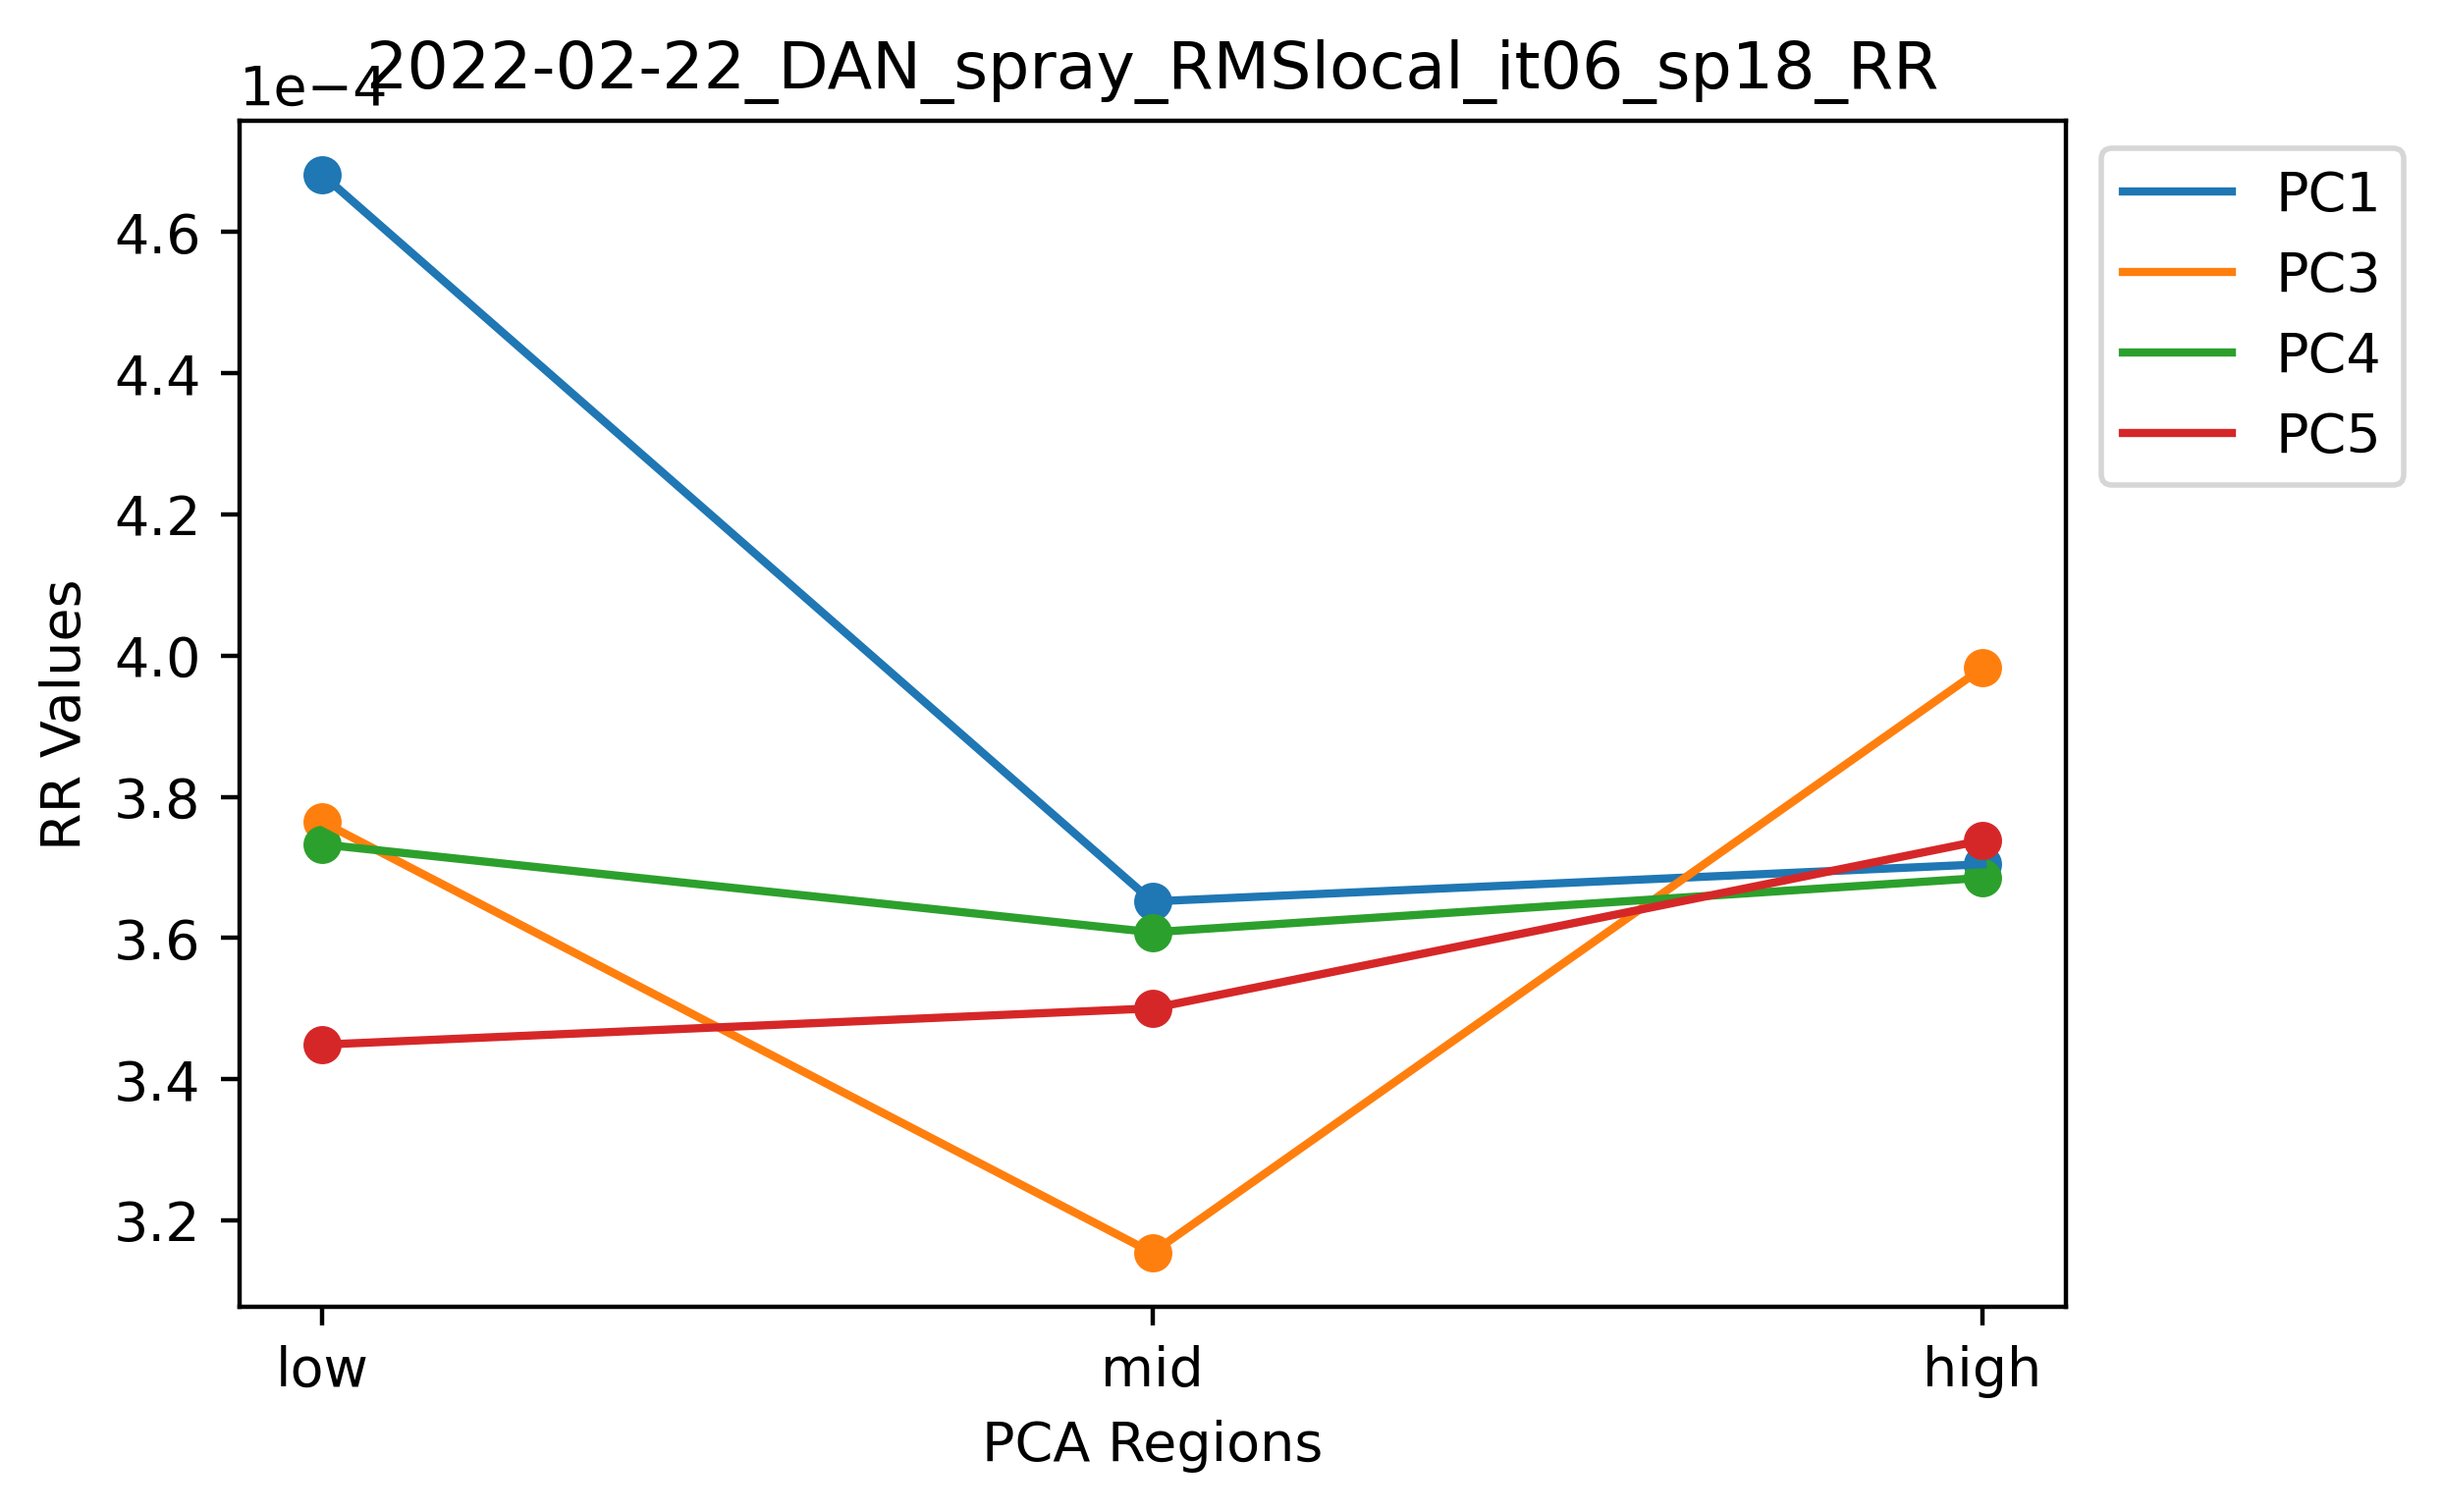 1e−4
2022-02-22_DAN_spray_RMSlocal_it06_sp18_RR
PC1
PC3
PC4
PC5
4.6
4.4
4.2
4.0
3.8
3.6
3.4
3.2
RR Values
low
mid
high
PCA Regions